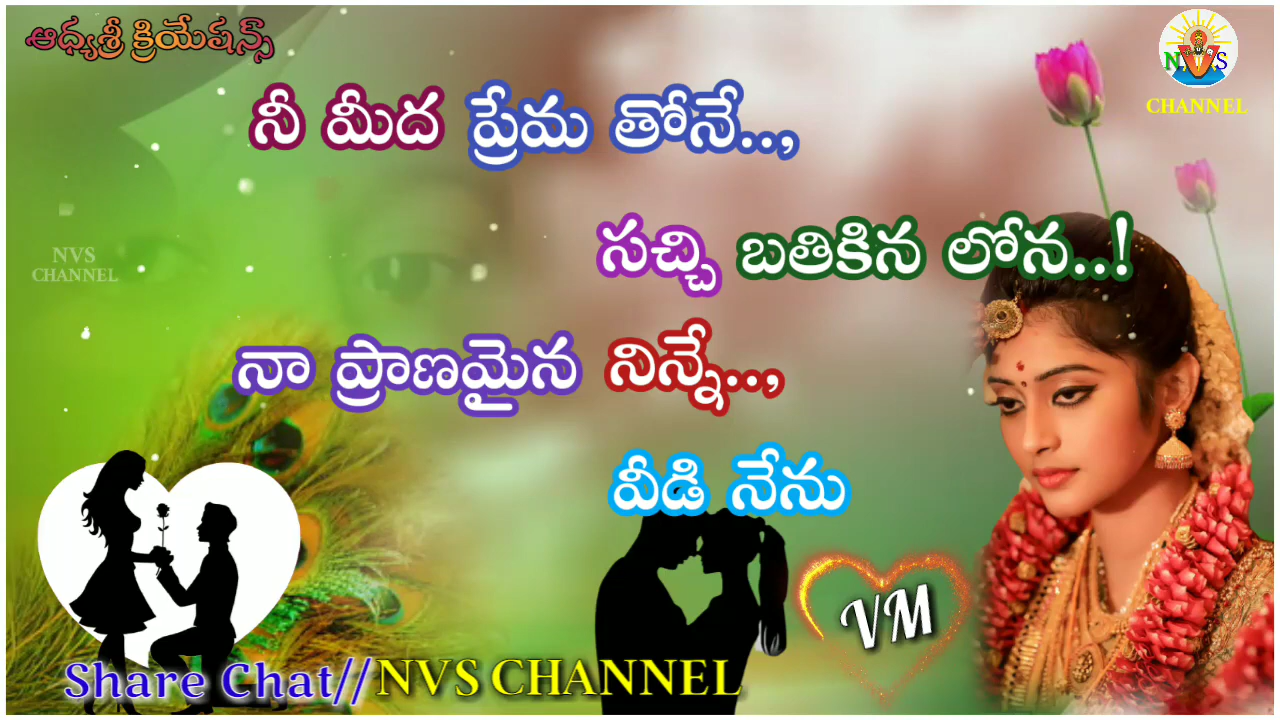 ఆధ్యశ్రీ క్రియేషన్స్
NVS
CHANNEL
నీ మీద ప్రేమ తోనే..,
సచ్చి బతికిన లోన..!
NVS
CHANNEL
నా ప్రాణమైన నిన్నే..,
వీడి నేను
VM
Share Chat//NVS CHANNEL